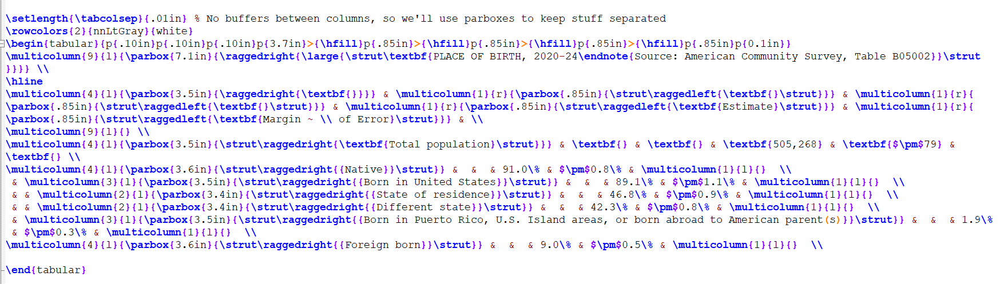 \setlength{\tabcolsep}{.01in} % No buffers between columns, so we'll use parboxes to keep stuff separated
\rowcolors{2}{nnLtGray}{white}
\begin{tabular}{p{.10in}p{.10in}p{.10in}p{3.7in}>{\hfill}p{.85in}>{\hfill}p{.85in}>{\hfill}p{.85in}>{\hfill}p{.85in}p{0.1in}}
\multicolumn{9}{l}{\parbox{7.1in}{\raggedright{\large{\strut\textbf{PLACE OF BIRTH, 2020-24\endnote{Source: American Community Survey, Table B05002}}\strut
}}}} \\
\hline
\multicolumn{4}{l}{\parbox{3.5in}{\raggedright{\textbf{}}}} & \multicolumn{1}{r}{\parbox{.85in}{\strut\raggedleft{\textbf{}\strut}}} & \multicolumn{1}{r}{
\parbox{.85in}{\strut\raggedleft{\textbf{}\strut}}} & \multicolumn{1}{r}{\parbox{.85in}{\strut\raggedleft{\textbf{Estimate}\strut}}} & \multicolumn{1}{r}{
\parbox{.85in}{\strut\raggedleft{\textbf{Margin ~ \\ of Error}\strut}}} & \\
\multicolumn{9}{l}{} \\
\multicolumn{4}{l}{\parbox{3.5in}{\strut\raggedright{\textbf{Total population}\strut}}} & \textbf{} & \textbf{} & \textbf{505,268} & \textbf{$\pm$79} &
\textbf{} \\
\multicolumn{4}{l}{\parbox{3.6in}{\strut\raggedright{{Native}}\strut}} &  &  & 91.0\% & $\pm$0.8\% & \multicolumn{1}{l}{}  \\
 & \multicolumn{3}{l}{\parbox{3.5in}{\strut\raggedright{{Born in United States}}\strut}} &  &  & 89.1\% & $\pm$1.1\% & \multicolumn{1}{l}{}  \\
 & & \multicolumn{2}{l}{\parbox{3.4in}{\strut\raggedright{{State of residence}}\strut}} &  &  & 46.8\% & $\pm$0.9\% & \multicolumn{1}{l}{}  \\
 & & \multicolumn{2}{l}{\parbox{3.4in}{\strut\raggedright{{Different state}}\strut}} &  &  & 42.3\% & $\pm$0.8\% & \multicolumn{1}{l}{}  \\
 & \multicolumn{3}{l}{\parbox{3.5in}{\strut\raggedright{{Born in Puerto Rico, U.S. Island areas, or born abroad to American parent(s)}}\strut}} &  &  & 1.9\%
 & $\pm$0.3\% & \multicolumn{1}{l}{}  \\
\multicolumn{4}{l}{\parbox{3.6in}{\strut\raggedright{{Foreign born}}\strut}} &  &  & 9.0\% & $\pm$0.5\% & \multicolumn{1}{l}{}  \\
\end{tabular}